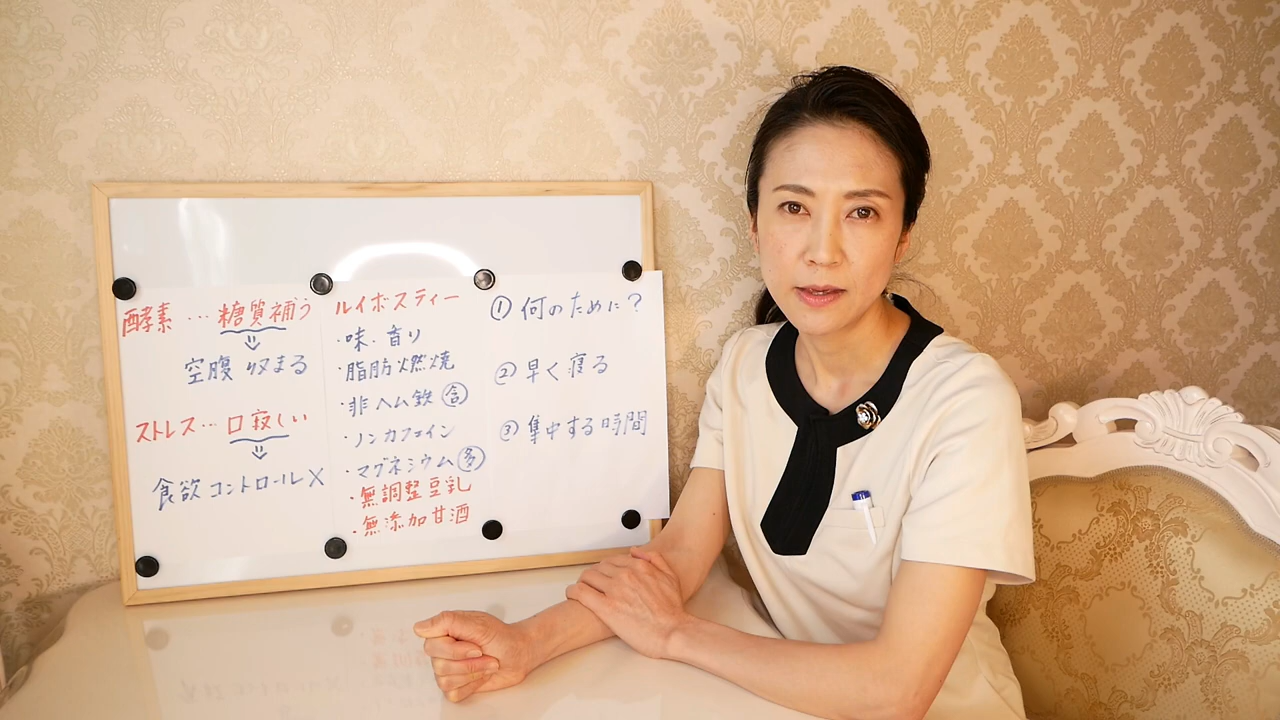 酵素…糖質補う
⇓
空腹収まる
ストレス…口寂しい
⇓
食欲コントロール×
ルイボスティー
・味・香り
・脂肪燃焼
・非ヘム鉄含
・ノンカフェイン
・マグネシウム多
・無調整豆乳
・無添加甘酒
①何のために?
②早く寝る
③集中する時間